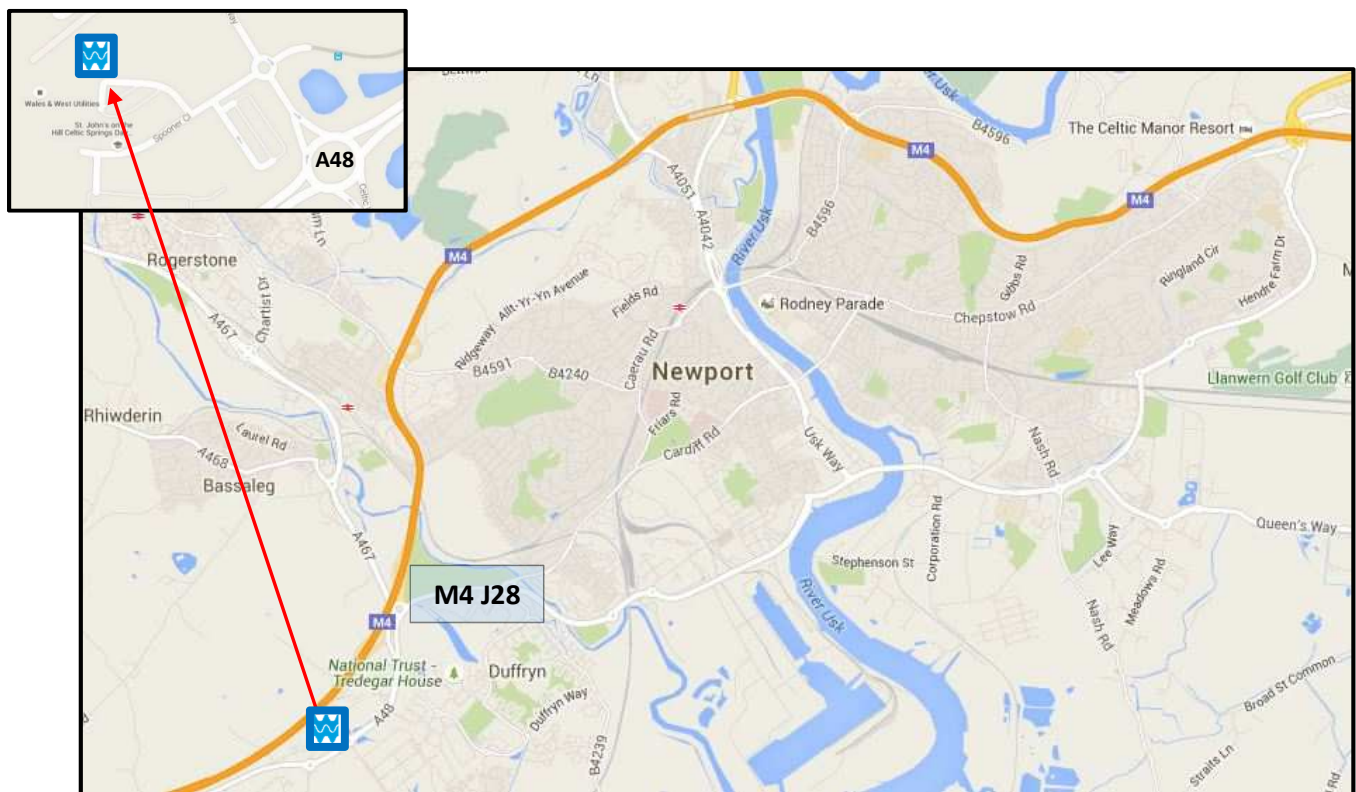 Wales & West Utilities
St. John's on the
Hill Celtic Springs Day...
Spooner Cl
A48
River Usk
B4596
The Celtic Manor Resort
M4
M4
A4051
A4042
B4596
River Usk
M4
Rogerstone
Chartist Dr
A467
Ridgeway
Allt-Yr-Yn Avenue
Fields Rd
Caerau Rd
B4591
B4240
Newport
Rodney Parade
Gibbs Rd
Chepstow Rd
Ringland Cir
Hendre Farm Dr
Llanwern Golf Club
Rhiwderin
Laurel Rd
A468
Bassaleg
Friars Rd
Cardiff Rd
Usk Way
Nash Rd
Queen's Way
A467
Stephenson St
Corporation Rd
Lee Way
Meadows Rd
M4 J28
M4
River Usk
Nash Rd
National Trust -
Tredegar House
Duffryn
Duffryn Way
A48
B4239
Broad St Common
Straits Ln
Rd